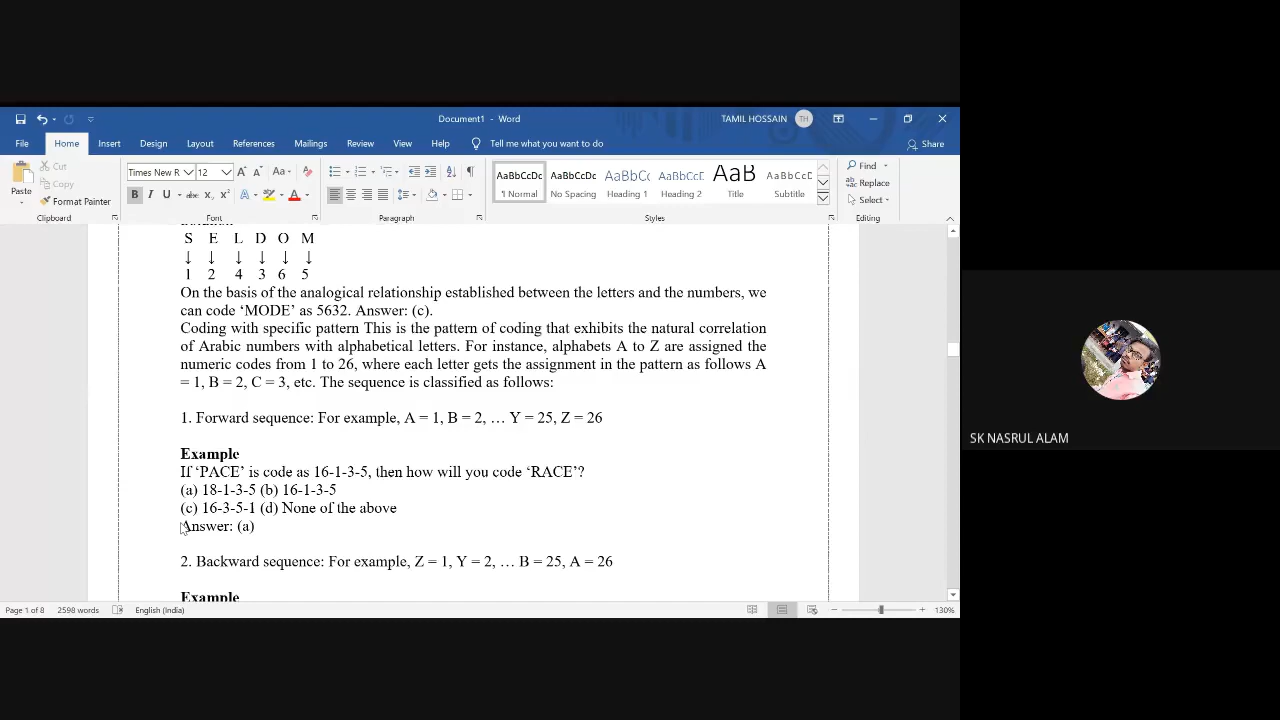 Document1 - Word
TAMIL HOSSAIN TH
File Home Insert Design Layout References Mailings Review View Help Tell me what you want to do Share
Paste
Cut
Copy
Format Painter
Clipboard
Times New R 12
Font
Paragraph
AaBbCcDc AaBbCcDc AaBbCc AaBbCcE AaB AaBbCcD
¶ Normal No Spacing Heading 1 Heading 2 Title Subtitle
Styles
Find
Replace
Select
Editing
S E L D O M
↓ ↓ ↓ ↓ ↓ ↓
1 2 4 3 6 5
On the basis of the analogical relationship established between the letters and the numbers, we
can code ‘MODE’ as 5632. Answer: (c).
Coding with specific pattern This is the pattern of coding that exhibits the natural correlation
of Arabic numbers with alphabetical letters. For instance, alphabets A to Z are assigned the
numeric codes from 1 to 26, where each letter gets the assignment in the pattern as follows A
= 1, B = 2, C = 3, etc. The sequence is classified as follows:
1. Forward sequence: For example, A = 1, B = 2, … Y = 25, Z = 26
Example
If ‘PACE’ is code as 16-1-3-5, then how will you code ‘RACE’?
(a) 18-1-3-5 (b) 16-1-3-5
(c) 16-3-5-1 (d) None of the above
Answer: (a)
2. Backward sequence: For example, Z = 1, Y = 2, … B = 25, A = 26
Example
Page 1 of 8 2598 words English (India) 130%
SK NASRUL ALAM